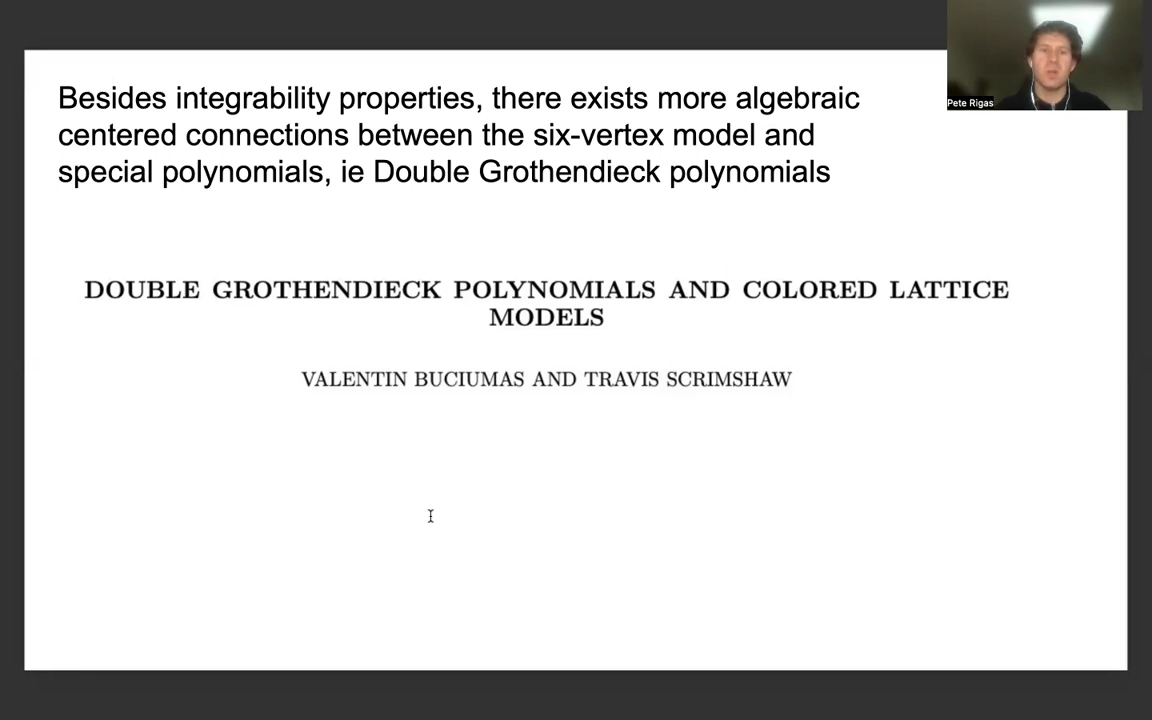 Besides integrability properties, there exists more algebraic
centered connections between the six-vertex model and
special polynomials, ie Double Grothendieck polynomials
Pete Rigas
DOUBLE GROTHENDIECK POLYNOMIALS AND COLORED LATTICE
MODELS
VALENTIN BUCIUMAS AND TRAVIS SCRIMSHAW